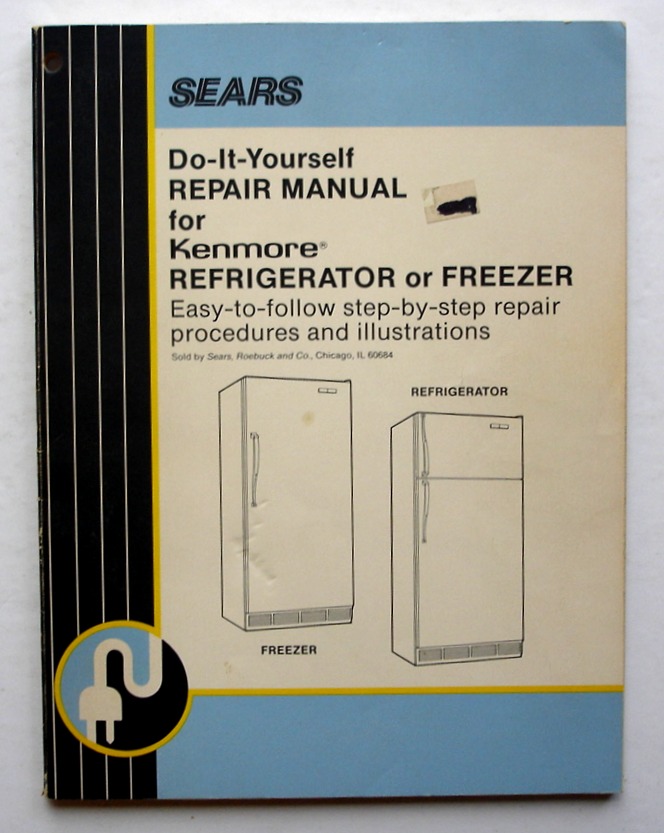 SEARS
Do-It-Yourself
REPAIR MANUAL
for
Kenmore®
REFRIGERATOR or FREEZER
Easy-to-follow step-by-step repair
procedures and illustrations
Sold by Sears, Roebuck and Co., Chicago, IL 60684
REFRIGERATOR
FREEZER